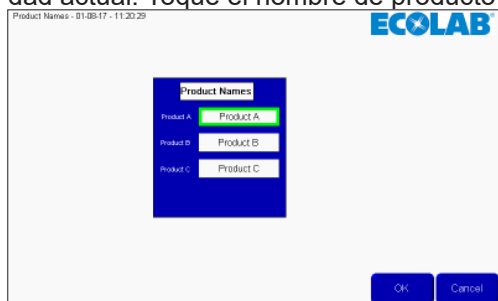 dad actual. Toque el nombre de producto
Product Names - 01-08-17 - 11:20:29
ECOLAB
Product Names
Product A Product A
Product B Product B
Product C Product C
OK Cancel